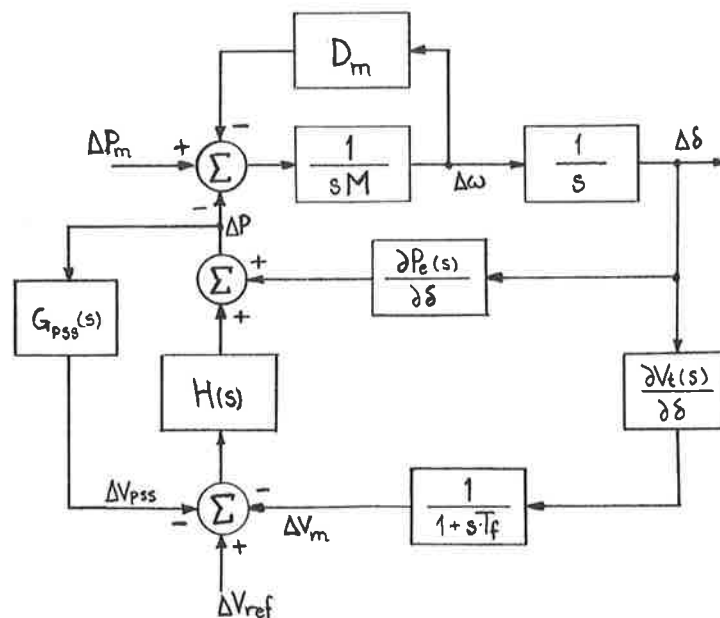 D_m
ΔP_m
+
−
Σ
−
1
sM
Δω
1
s
Δδ
ΔP
G_pss(s)
Σ
+
+
∂P_e(s)
∂δ
H(s)
∂V_t(s)
∂δ
ΔV_pss
−
Σ
−
+
ΔV_m
1
1+s·T_f
ΔV_ref